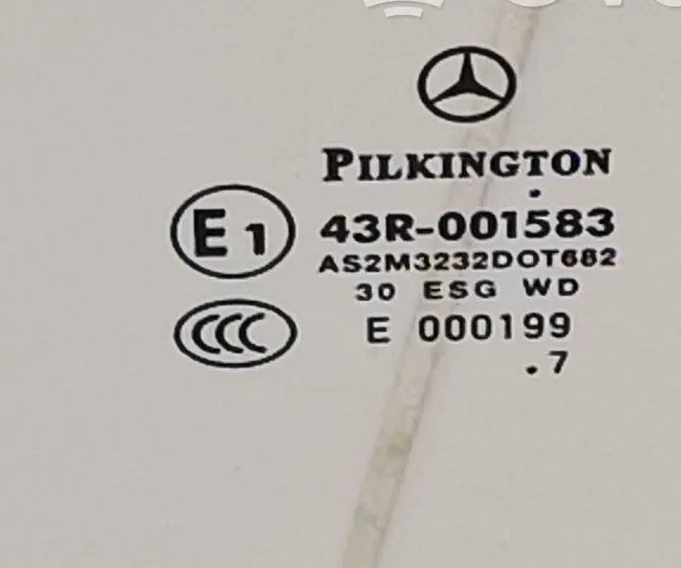 PILKINGTON
.
E1 43R-001583
AS2M3232DOT682
30 ESG WD
CCC E 000199
.7